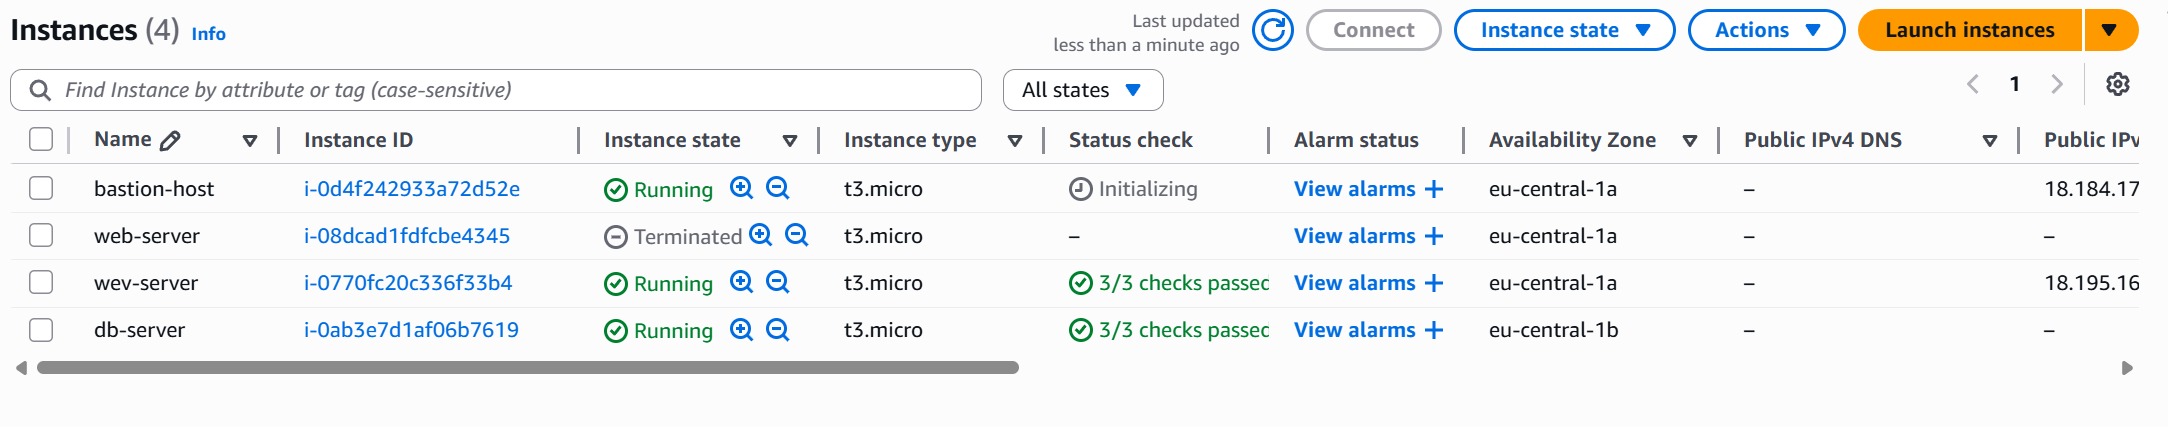 Instances (4) Info
Last updated
less than a minute ago
Connect Instance state Actions Launch instances
Find Instance by attribute or tag (case-sensitive)
All states
1
Name Instance ID Instance state Instance type Status check Alarm status Availability Zone Public IPv4 DNS Public IPv
bastion-host i-0d4f242933a72d52e Running t3.micro Initializing View alarms + eu-central-1a – 18.184.17
web-server i-08dcad1fdfcbe4345 Terminated t3.micro – View alarms + eu-central-1a – –
wev-server i-0770fc20c336f33b4 Running t3.micro 3/3 checks passed View alarms + eu-central-1a – 18.195.16
db-server i-0ab3e7d1af06b7619 Running t3.micro 3/3 checks passed View alarms + eu-central-1b – –